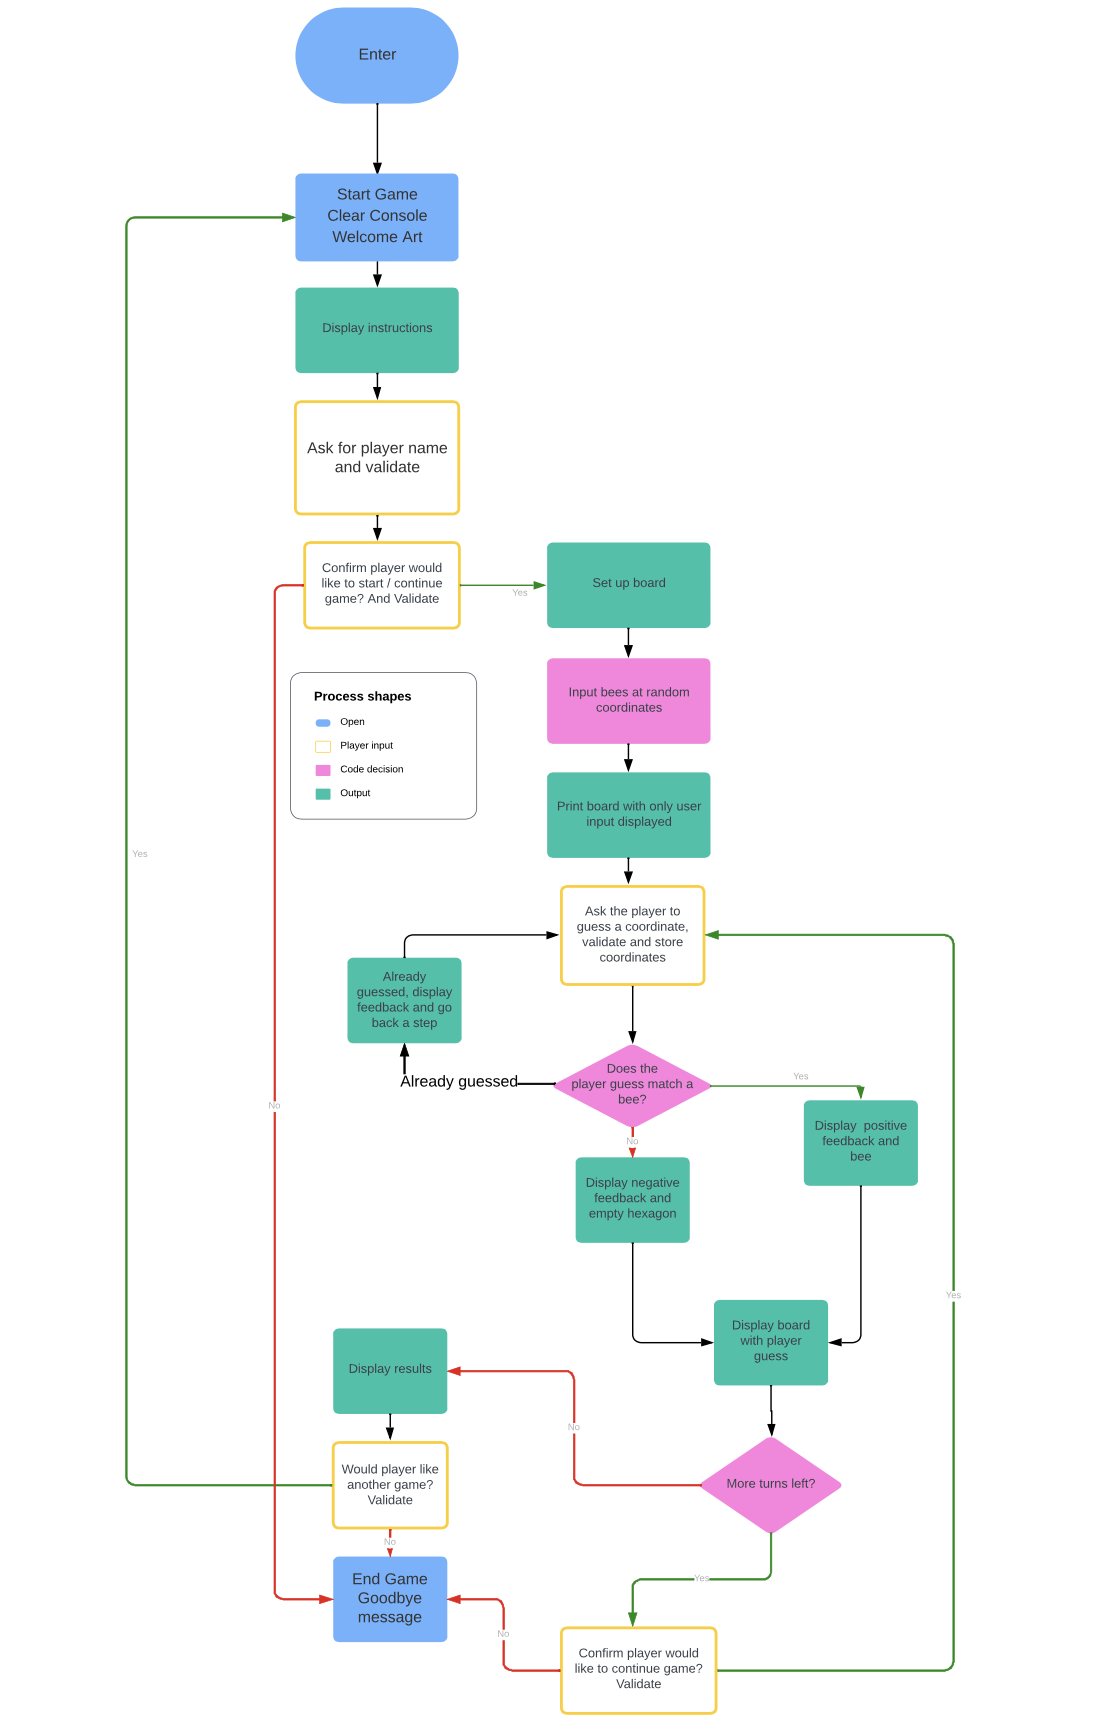 Enter
Start Game
Clear Console
Welcome Art
Display instructions
Ask for player name
and validate
Confirm player would
like to start / continue
game? And Validate
Yes
Set up board
Process shapes
Open
Player input
Code decision
Output
Input bees at random
coordinates
Print board with only user
input displayed
Yes
Ask the player to
guess a coordinate,
validate and store
coordinates
Already
guessed, display
feedback and go
back a step
Already guessed
Does the
player guess match a
bee?
Yes
No
No
Display  positive
feedback and
bee
Display negative
feedback and
empty hexagon
Yes
Display board
with player
guess
Display results
No
More turns left?
Would player like
another game?
Validate
No
End Game
Goodbye
message
Yes
No
Confirm player would
like to continue game?
Validate